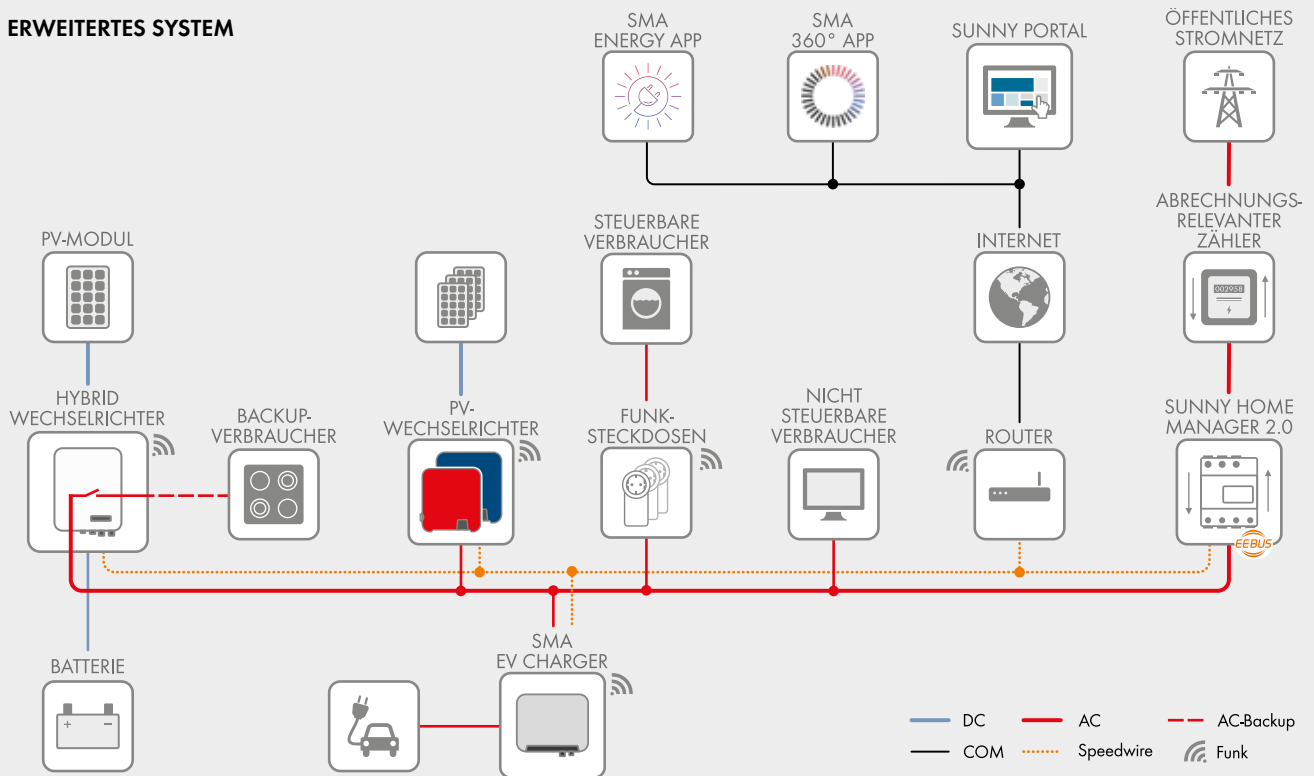 ERWEITERTES SYSTEM
SMA
ENERGY APP
SMA
360° APP
SUNNY PORTAL
ÖFFENTLICHES
STROMNETZ
ABRECHNUNGS-
RELEVANTER
ZÄHLER
002958
PV-MODUL
STEUERBARE
VERBRAUCHER
INTERNET
HYBRID
WECHSELRICHTER
BACKUP-
VERBRAUCHER
PV-
WECHSELRICHTER
FUNK-
STECKDOSEN
NICHT
STEUERBARE
VERBRAUCHER
ROUTER
SUNNY HOME
MANAGER 2.0
EEBUS
BATTERIE
+ −
SMA
EV CHARGER
DC
AC
AC-Backup
COM
Speedwire
Funk